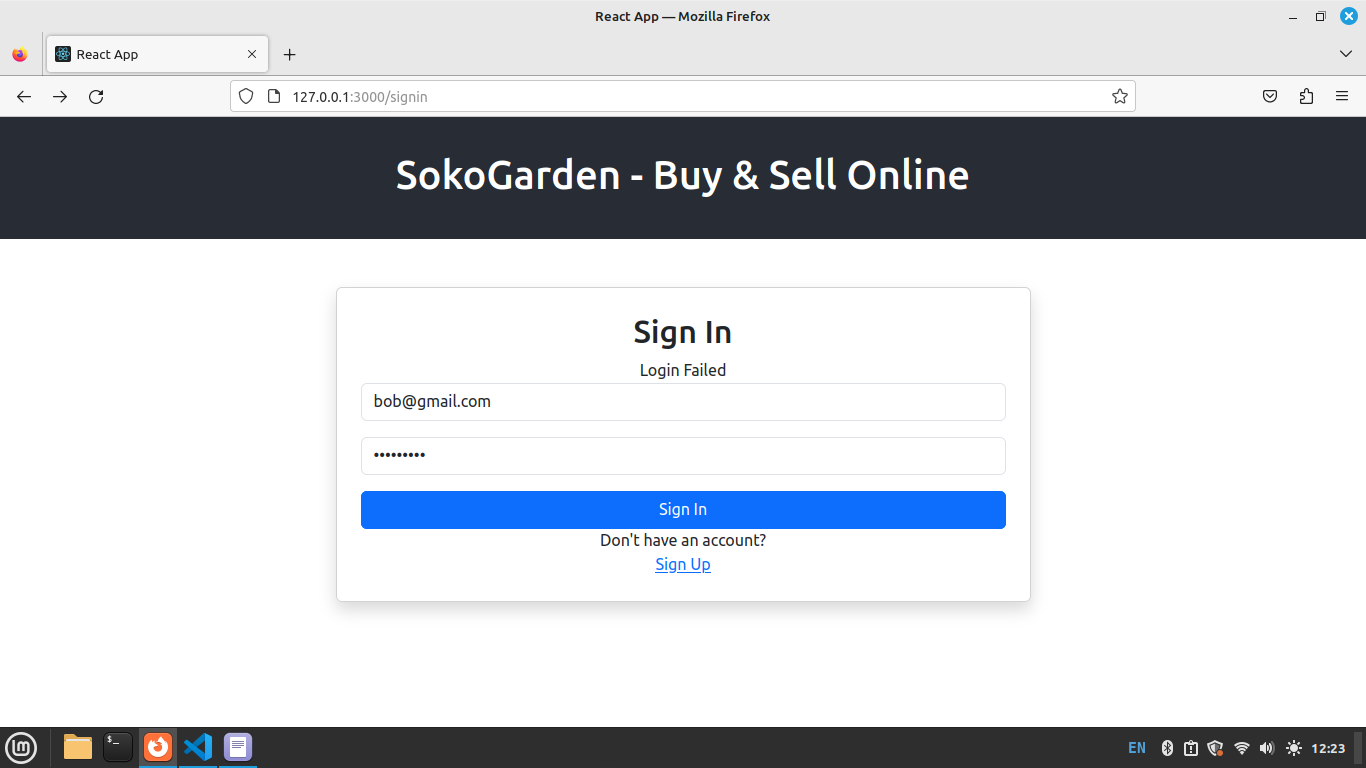 React App — Mozilla Firefox
React App
127.0.0.1:3000/signin
SokoGarden - Buy & Sell Online
Sign In
Login Failed
bob@gmail.com
•••••••••
Sign In
Don't have an account?
Sign Up
$_
lm
EN
12:23